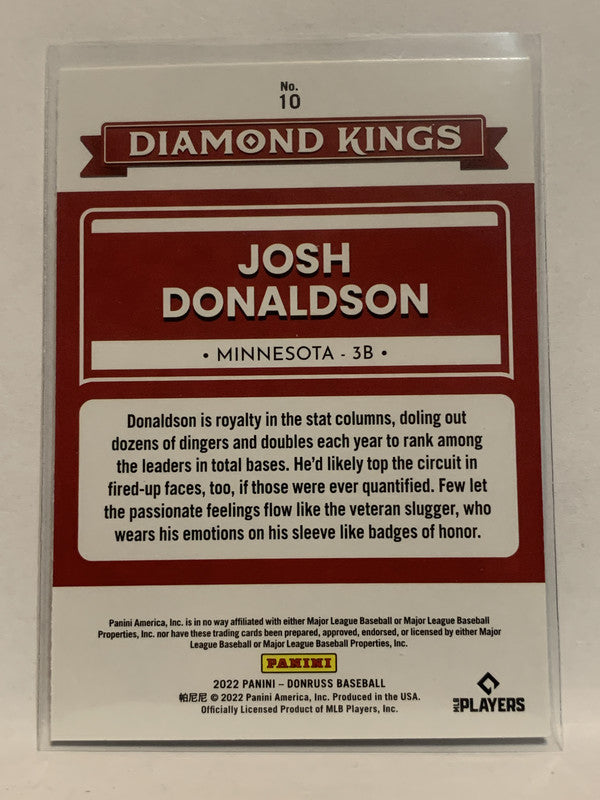 No.
10
DIAMOND KINGS
JOSH
DONALDSON
• MINNESOTA - 3B •
Donaldson is royalty in the stat columns, doling out
dozens of dingers and doubles each year to rank among
the leaders in total bases. He'd likely top the circuit in
fired-up faces, too, if those were ever quantified. Few let
the passionate feelings flow like the veteran slugger, who
wears his emotions on his sleeve like badges of honor.
Panini America, Inc. is in no way affiliated with either Major League Baseball or Major League Baseball
Properties, Inc. nor have these trading cards been prepared, approved, endorsed, or licensed by either Major
League Baseball or Major League Baseball Properties, Inc.
PANINI
2022 PANINI – DONRUSS BASEBALL
帕尼尼 © 2022 Panini America, Inc. Produced in the USA.
Officially Licensed Product of MLB Players, Inc.
MLB PLAYERS